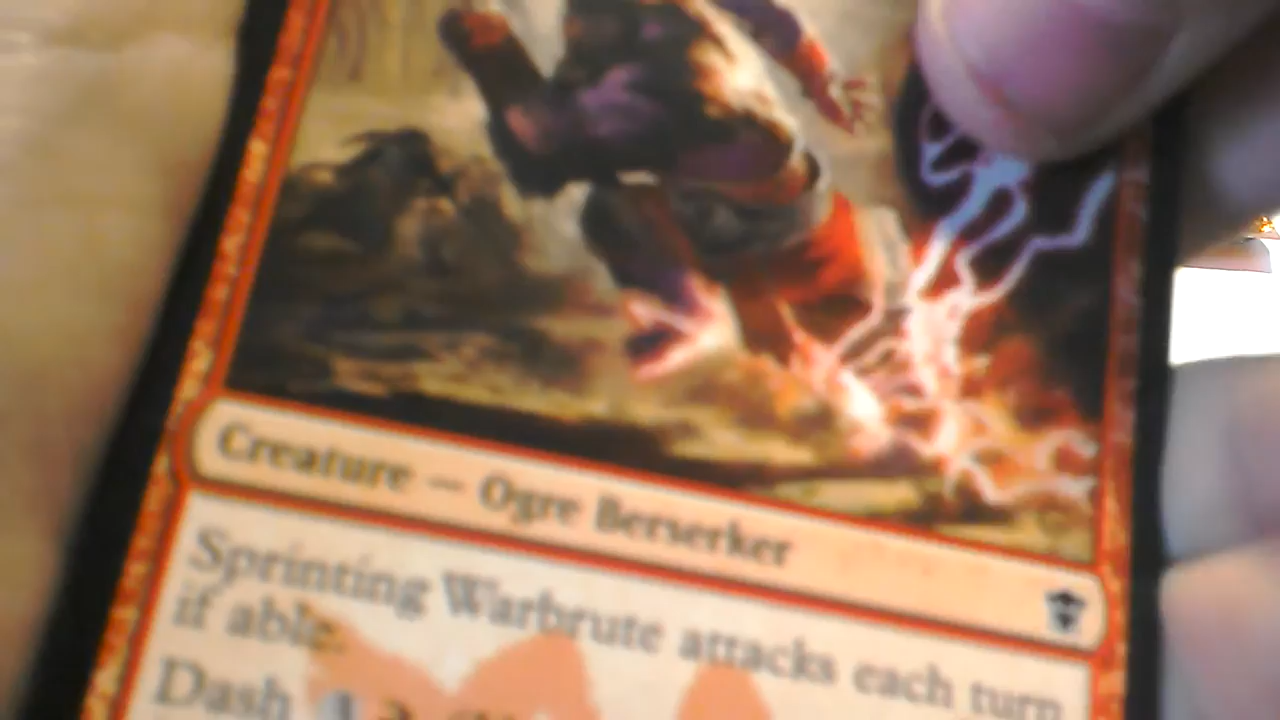 Creature — Ogre Berserker
Sprinting Warbrute attacks each turn
if able.
Dash